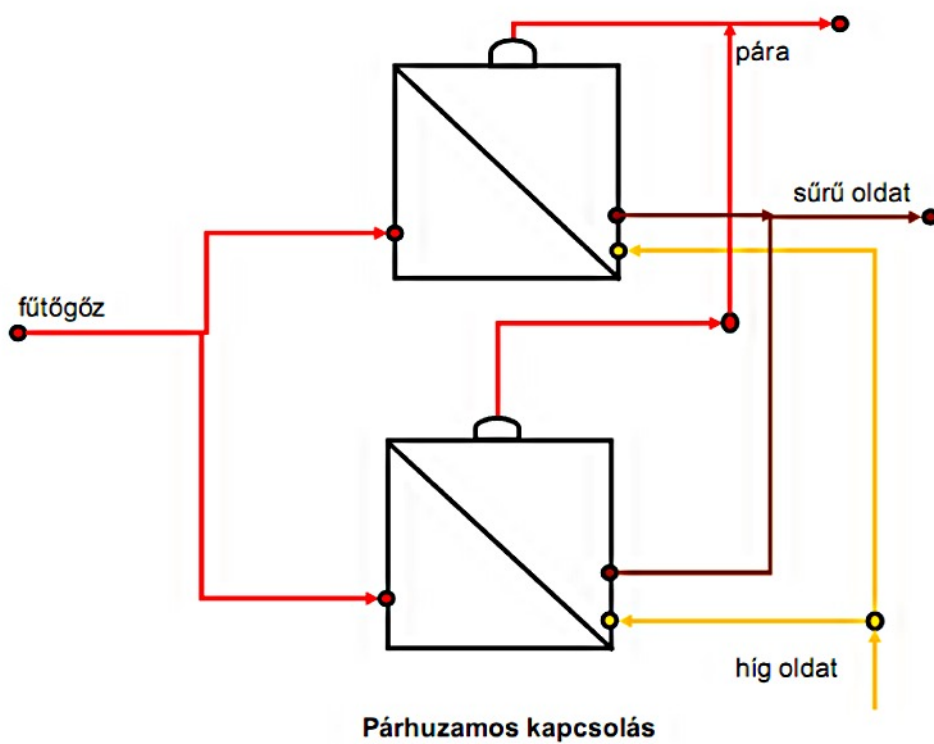 pára
sűrű oldat
fűtőgőz
híg oldat
Párhuzamos kapcsolás